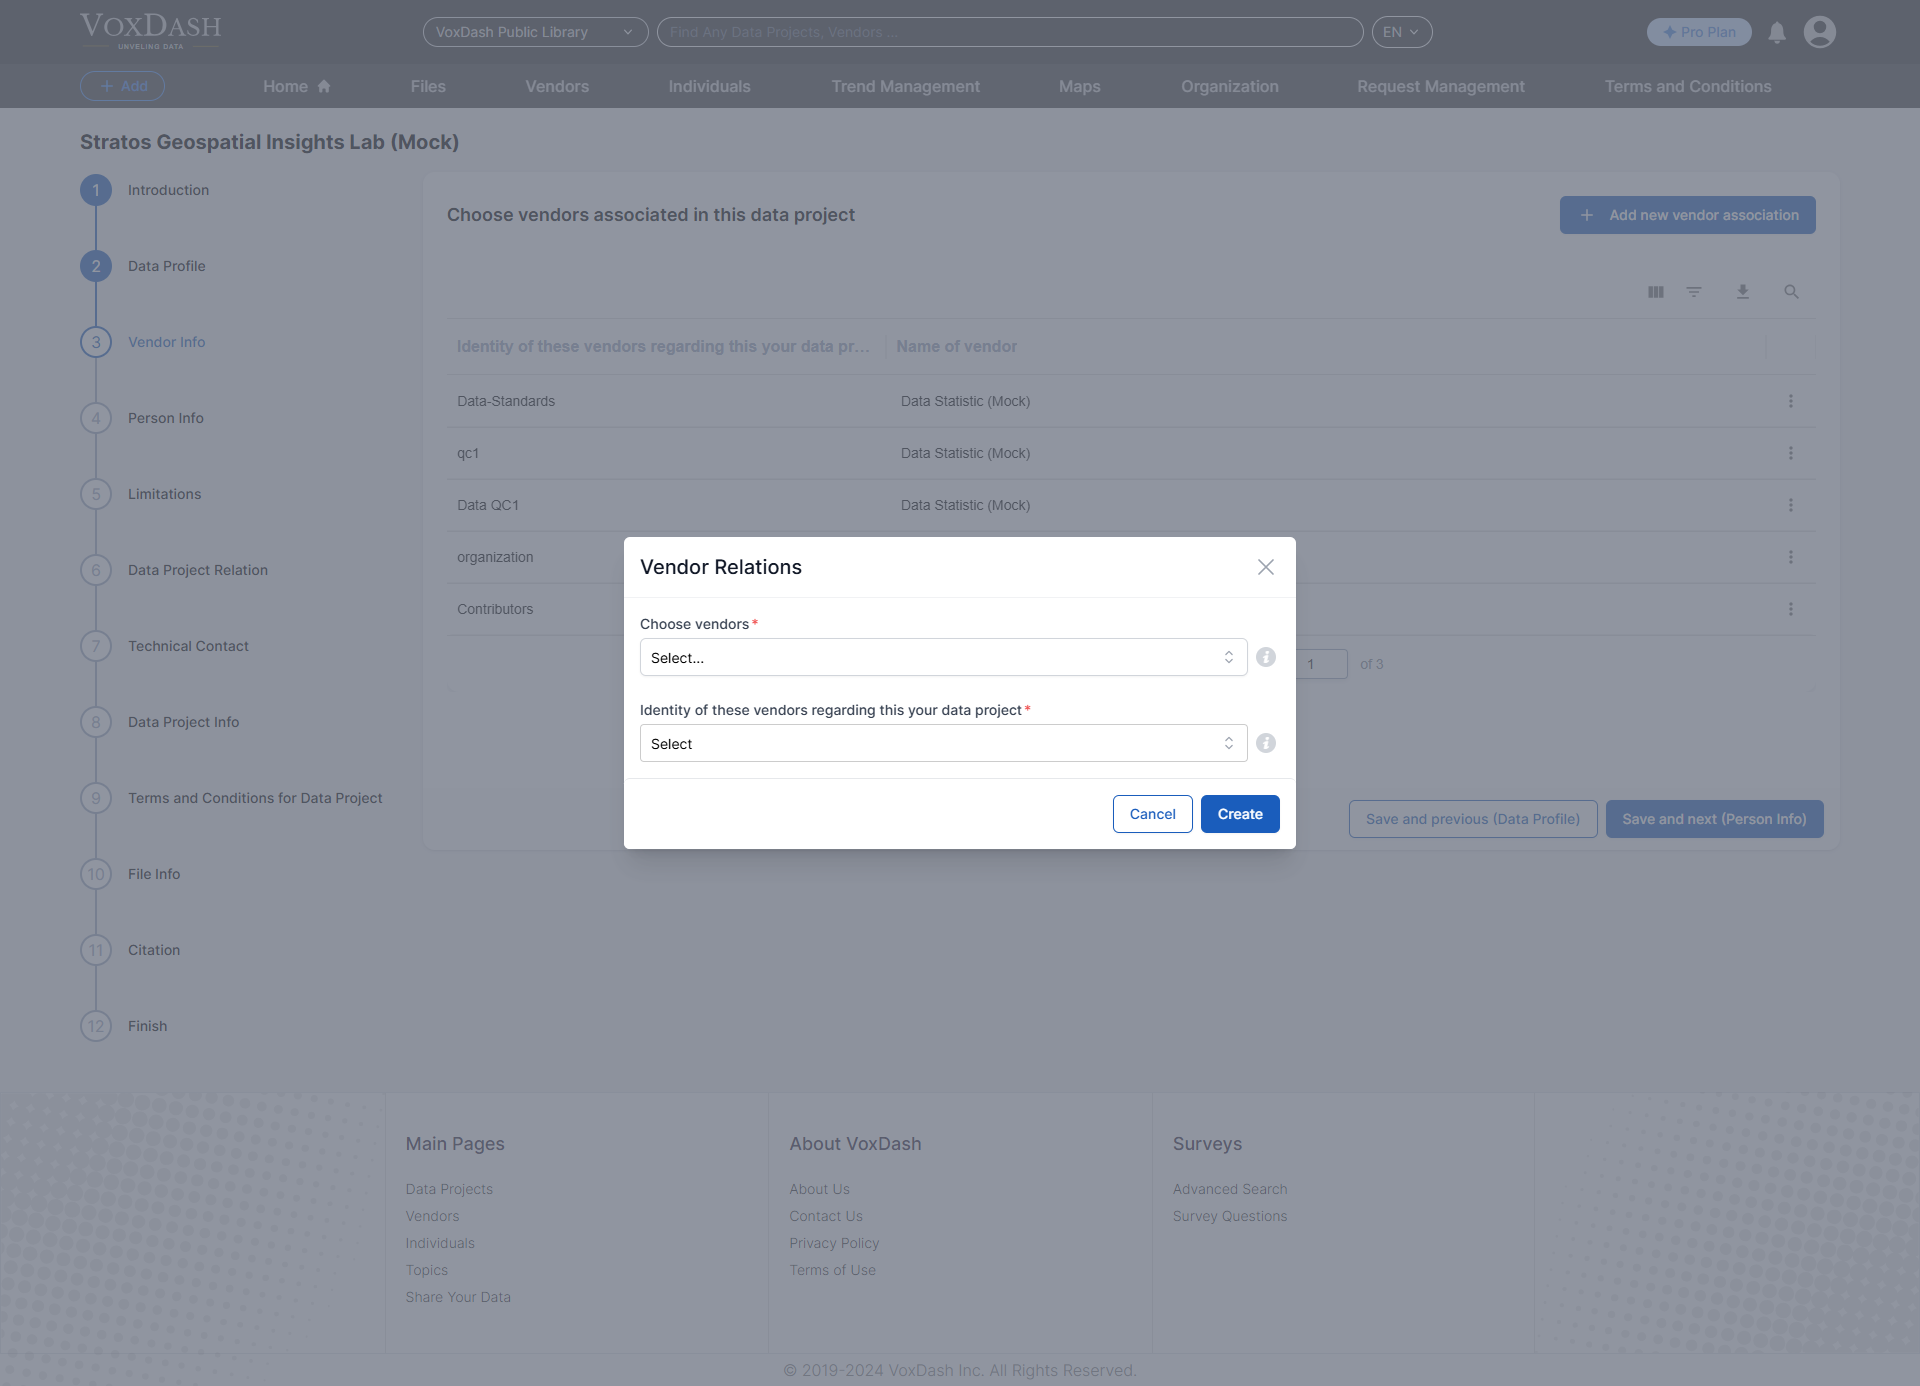 VOXDASH
UNVELING DATA
VoxDash Public Library
Find Any Data Projects, Vendors ...
EN
Pro Plan
Add
Home
Files
Vendors
Individuals
Trend Management
Maps
Organization
Request Management
Terms and Conditions
Stratos Geospatial Insights Lab (Mock)
1 Introduction
2 Data Profile
3 Vendor Info
4 Person Info
5 Limitations
6 Data Project Relation
7 Technical Contact
8 Data Project Info
9 Terms and Conditions for Data Project
10 File Info
11 Citation
12 Finish
Choose vendors associated in this data project
Add new vendor association
Identity of these vendors regarding this your data pr... Name of vendor
Data-Standards Data Statistic (Mock)
qc1 Data Statistic (Mock)
Data QC1 Data Statistic (Mock)
organization
Contributors
1 of 3
Vendor Relations
Choose vendors*
Select...
Identity of these vendors regarding this your data project*
Select
Cancel
Create
Save and previous (Data Profile)
Save and next (Person Info)
Main Pages
Data Projects
Vendors
Individuals
Topics
Share Your Data
About VoxDash
About Us
Contact Us
Privacy Policy
Terms of Use
Surveys
Advanced Search
Survey Questions
© 2019-2024 VoxDash Inc. All Rights Reserved.